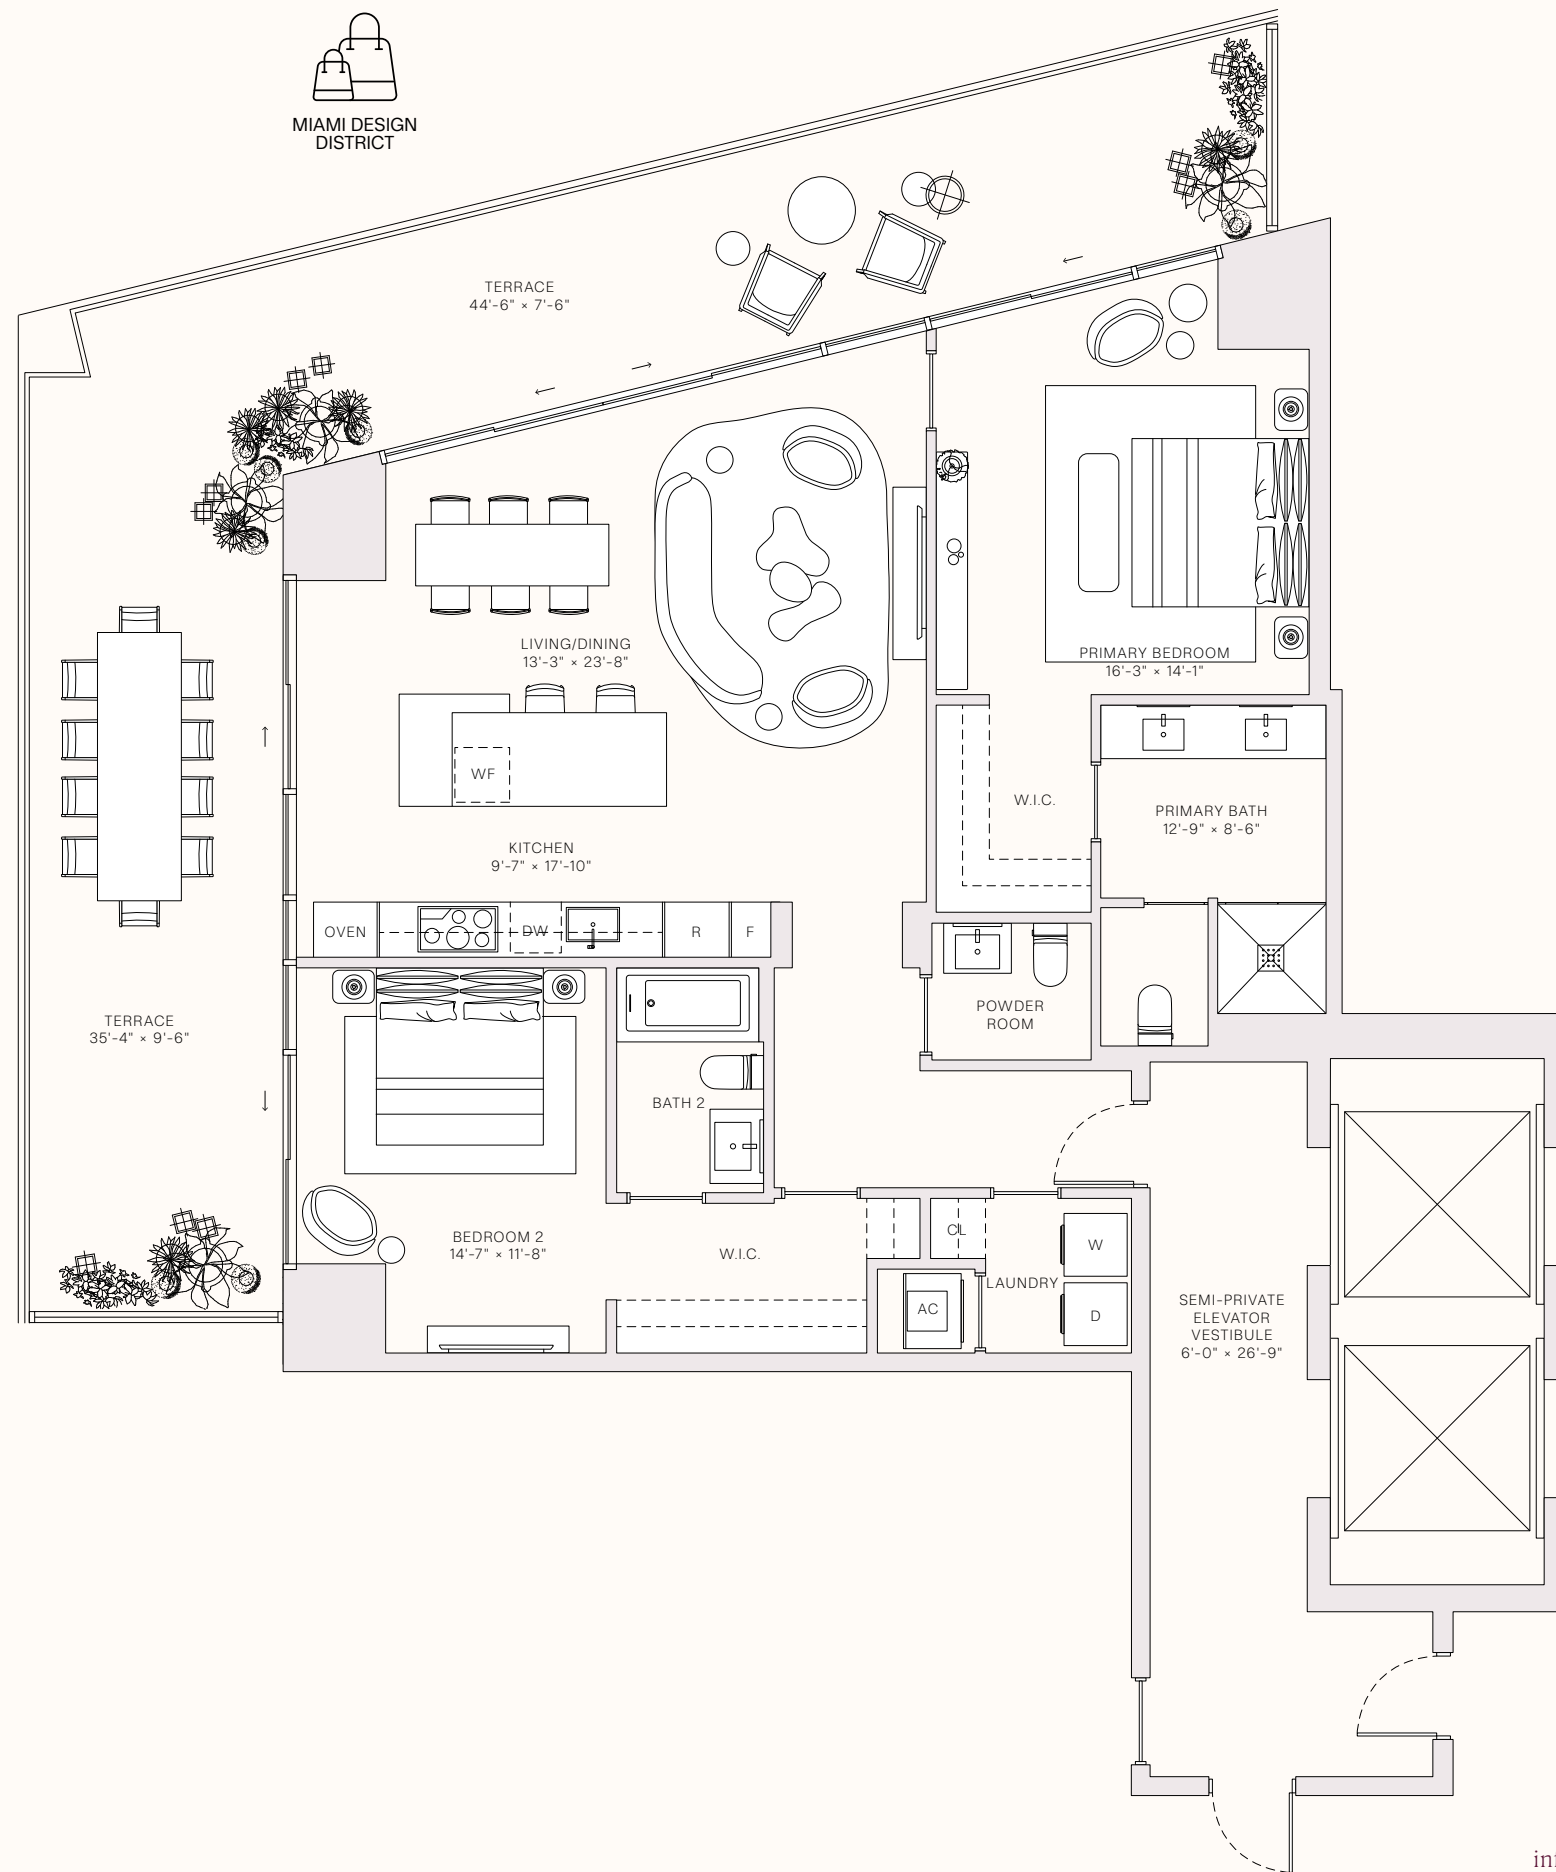 MIAMI DESIGN
DISTRICT
TERRACE
44'-6" × 7'-6"
LIVING/DINING
13'-3" × 23'-8"
PRIMARY BEDROOM
16'-3" × 14'-1"
WF
W.I.C.
PRIMARY BATH
12'-9" × 8'-6"
KITCHEN
9'-7" × 17'-10"
OVEN
DW
R
F
POWDER
ROOM
TERRACE
35'-4" × 9'-6"
BATH 2
BEDROOM 2
14'-7" × 11'-8"
W.I.C.
CL
W
LAUNDRY
AC
D
SEMI-PRIVATE
ELEVATOR
VESTIBULE
6'-0" × 26'-9"